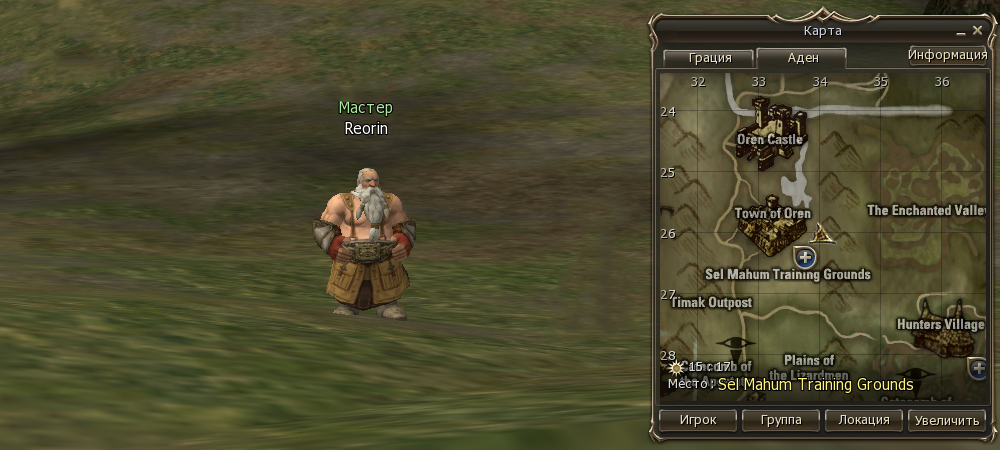 Мастер
Reorin
Карта
Грация
Аден
Информация
32 33 34 35 36
24
Oren Castle
25
Town of Oren
The Enchanted Valle
26
Sel Mahum Training Grounds
27
Timak Outpost
Hunters Village
28
Plains of
the Lizardmen
15 : 17
Место: Sel Mahum Training Grounds
Игрок
Группа
Локация
Увеличить